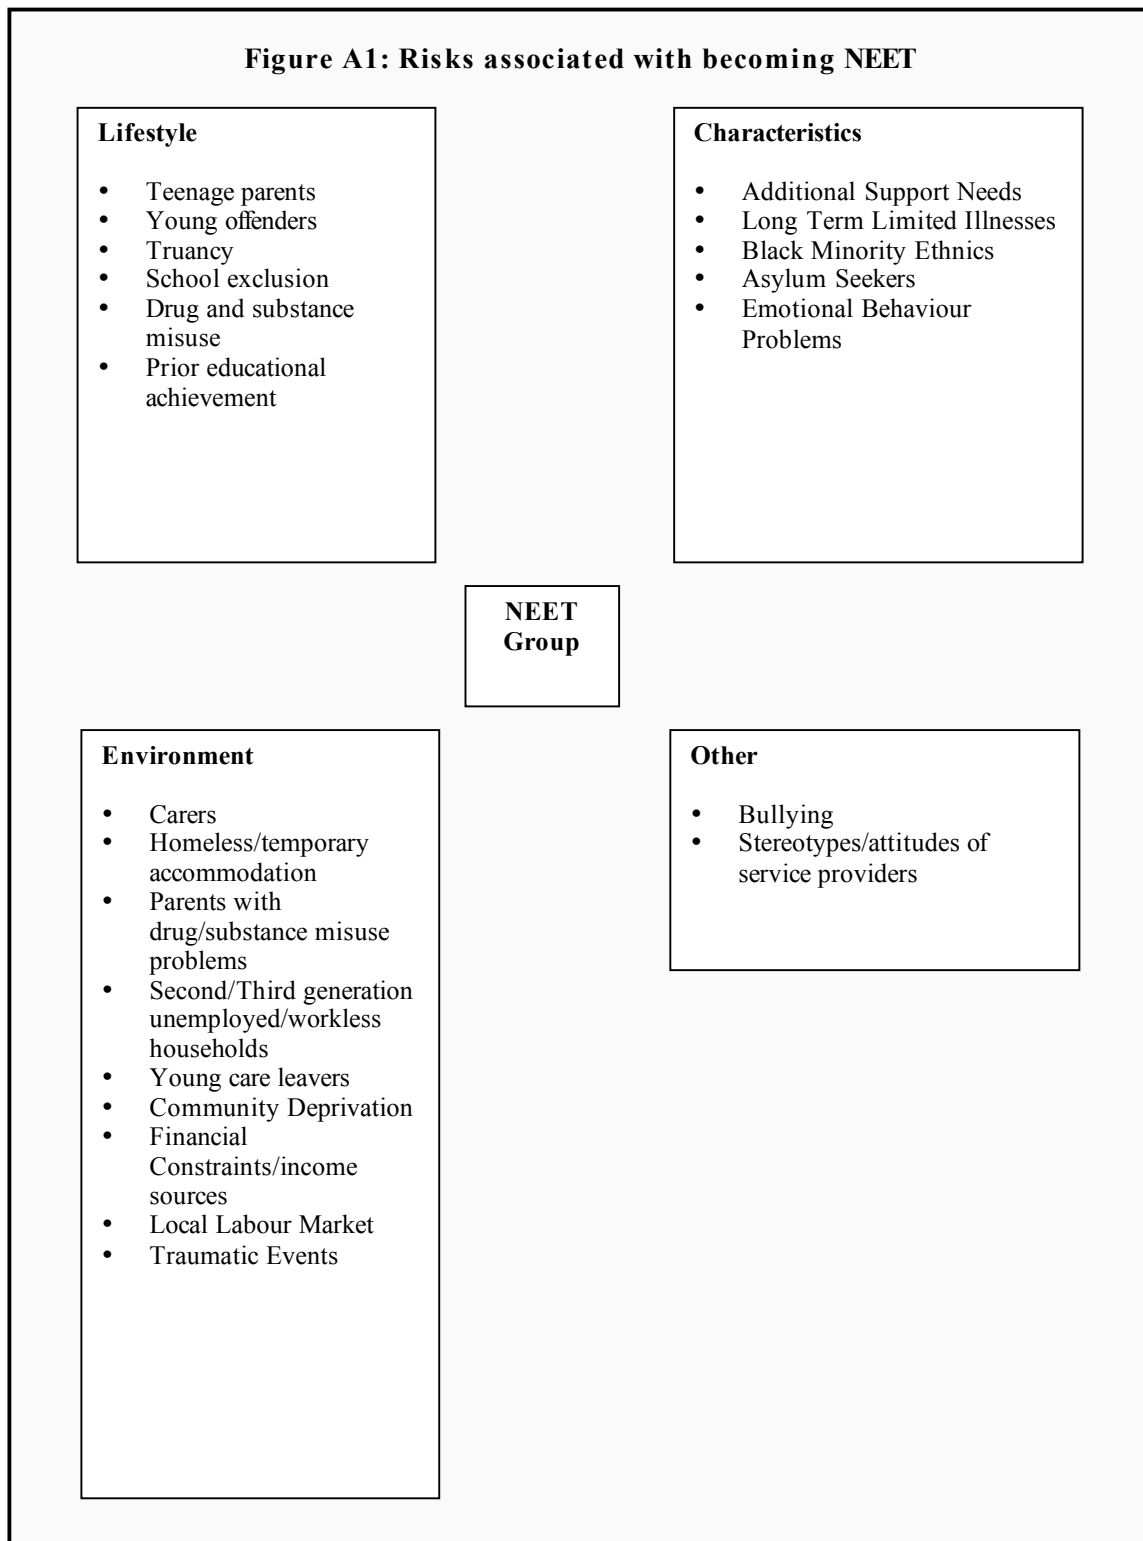 Figure A1: Risks associated with becoming NEET
Lifestyle
• Teenage parents
• Young offenders
• Truancy
• School exclusion
• Drug and substance
misuse
• Prior educational
achievement
Characteristics
• Additional Support Needs
• Long Term Limited Illnesses
• Black Minority Ethnics
• Asylum Seekers
• Emotional Behaviour
Problems
NEET
Group
Environment
• Carers
• Homeless/temporary
accommodation
• Parents with
drug/substance misuse
problems
• Second/Third generation
unemployed/workless
households
• Young care leavers
• Community Deprivation
• Financial
Constraints/income
sources
• Local Labour Market
• Traumatic Events
Other
• Bullying
• Stereotypes/attitudes of
service providers